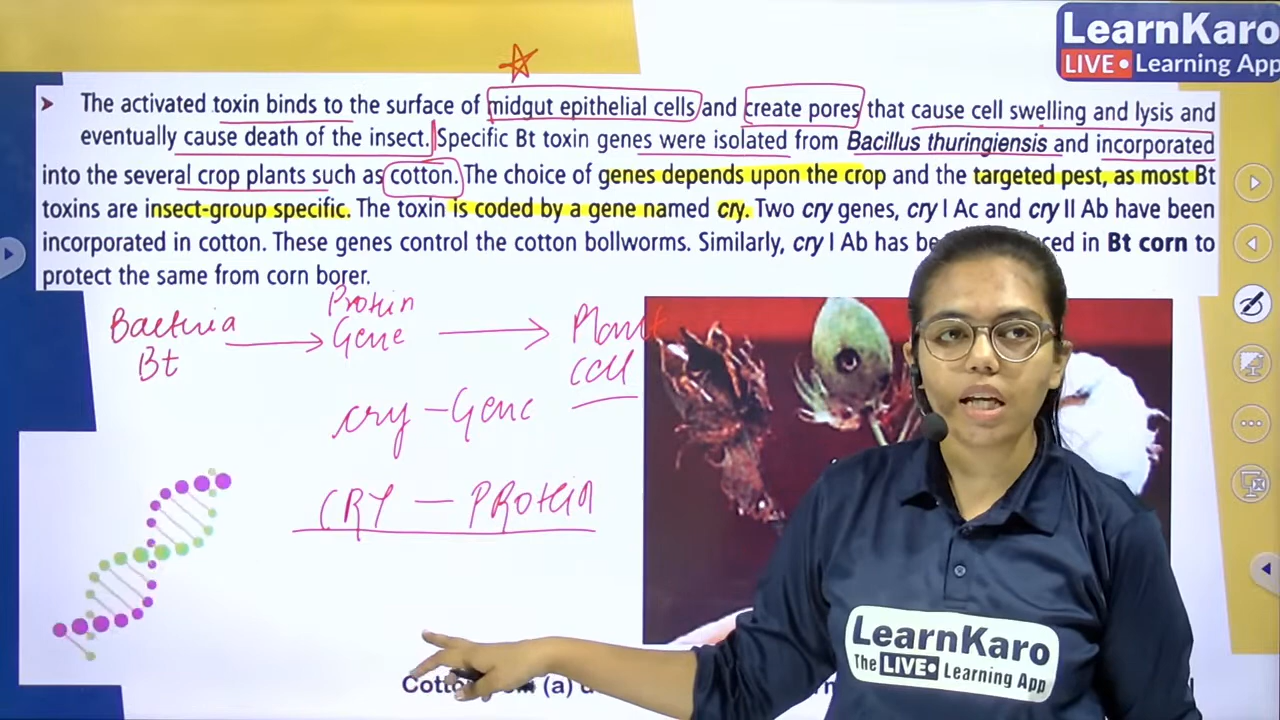 LearnKaro
LIVE • Learning App
➤ The activated toxin binds to the surface of midgut epithelial cells and create pores that cause cell swelling and lysis and
eventually cause death of the insect. Specific Bt toxin genes were isolated from Bacillus thuringiensis and incorporated
into the several crop plants such as cotton. The choice of genes depends upon the crop and the targeted pest, as most Bt
toxins are insect-group specific. The toxin is coded by a gene named cry. Two cry genes, cry I Ac and cry II Ab have been
incorporated in cotton. These genes control the cotton bollworms. Similarly, cry I Ab has be ced in Bt corn to
protect the same from corn borer.
Bacteria Protein Plant
Bt Gene cell
cry - Gene
CRY - PROtein
LearnKaro
The LIVE • Learning App
(a)